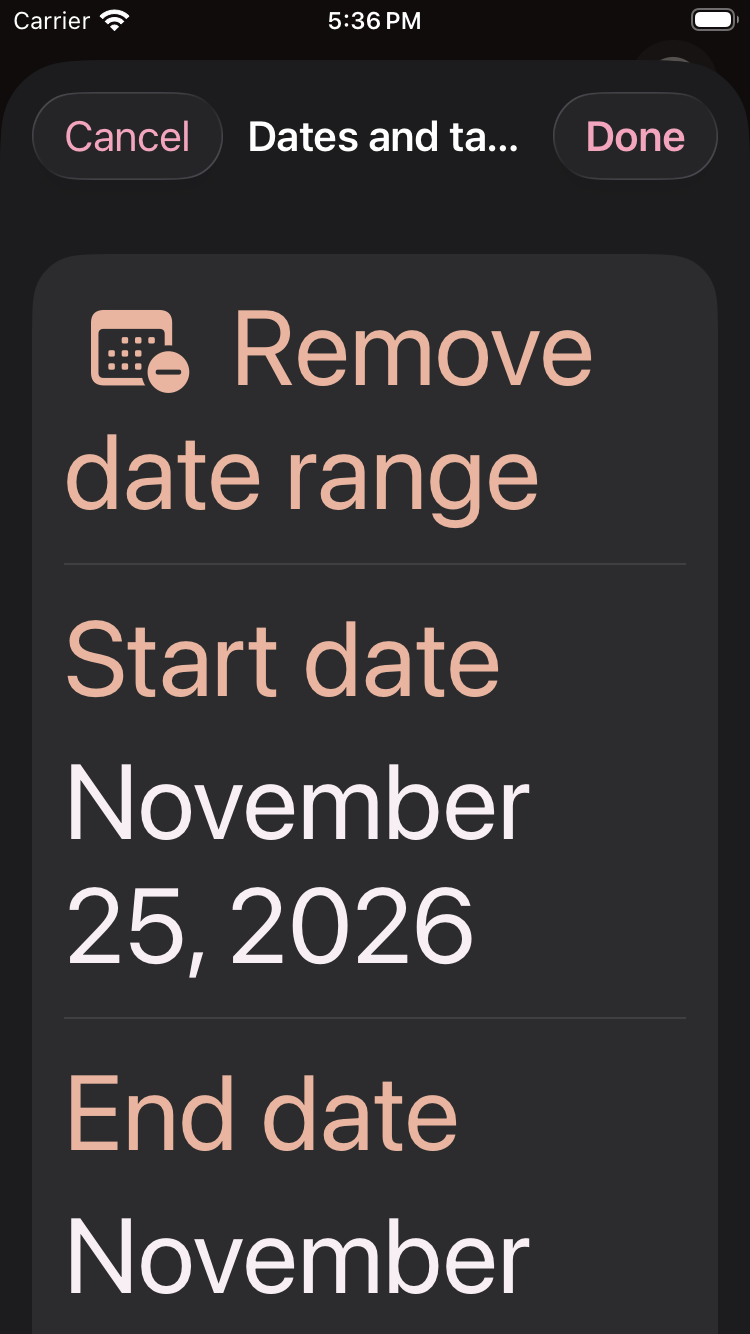 Carrier 5:36 PM
Cancel Dates and ta... Done
Remove
date range
Start date
November
25, 2026
End date
November